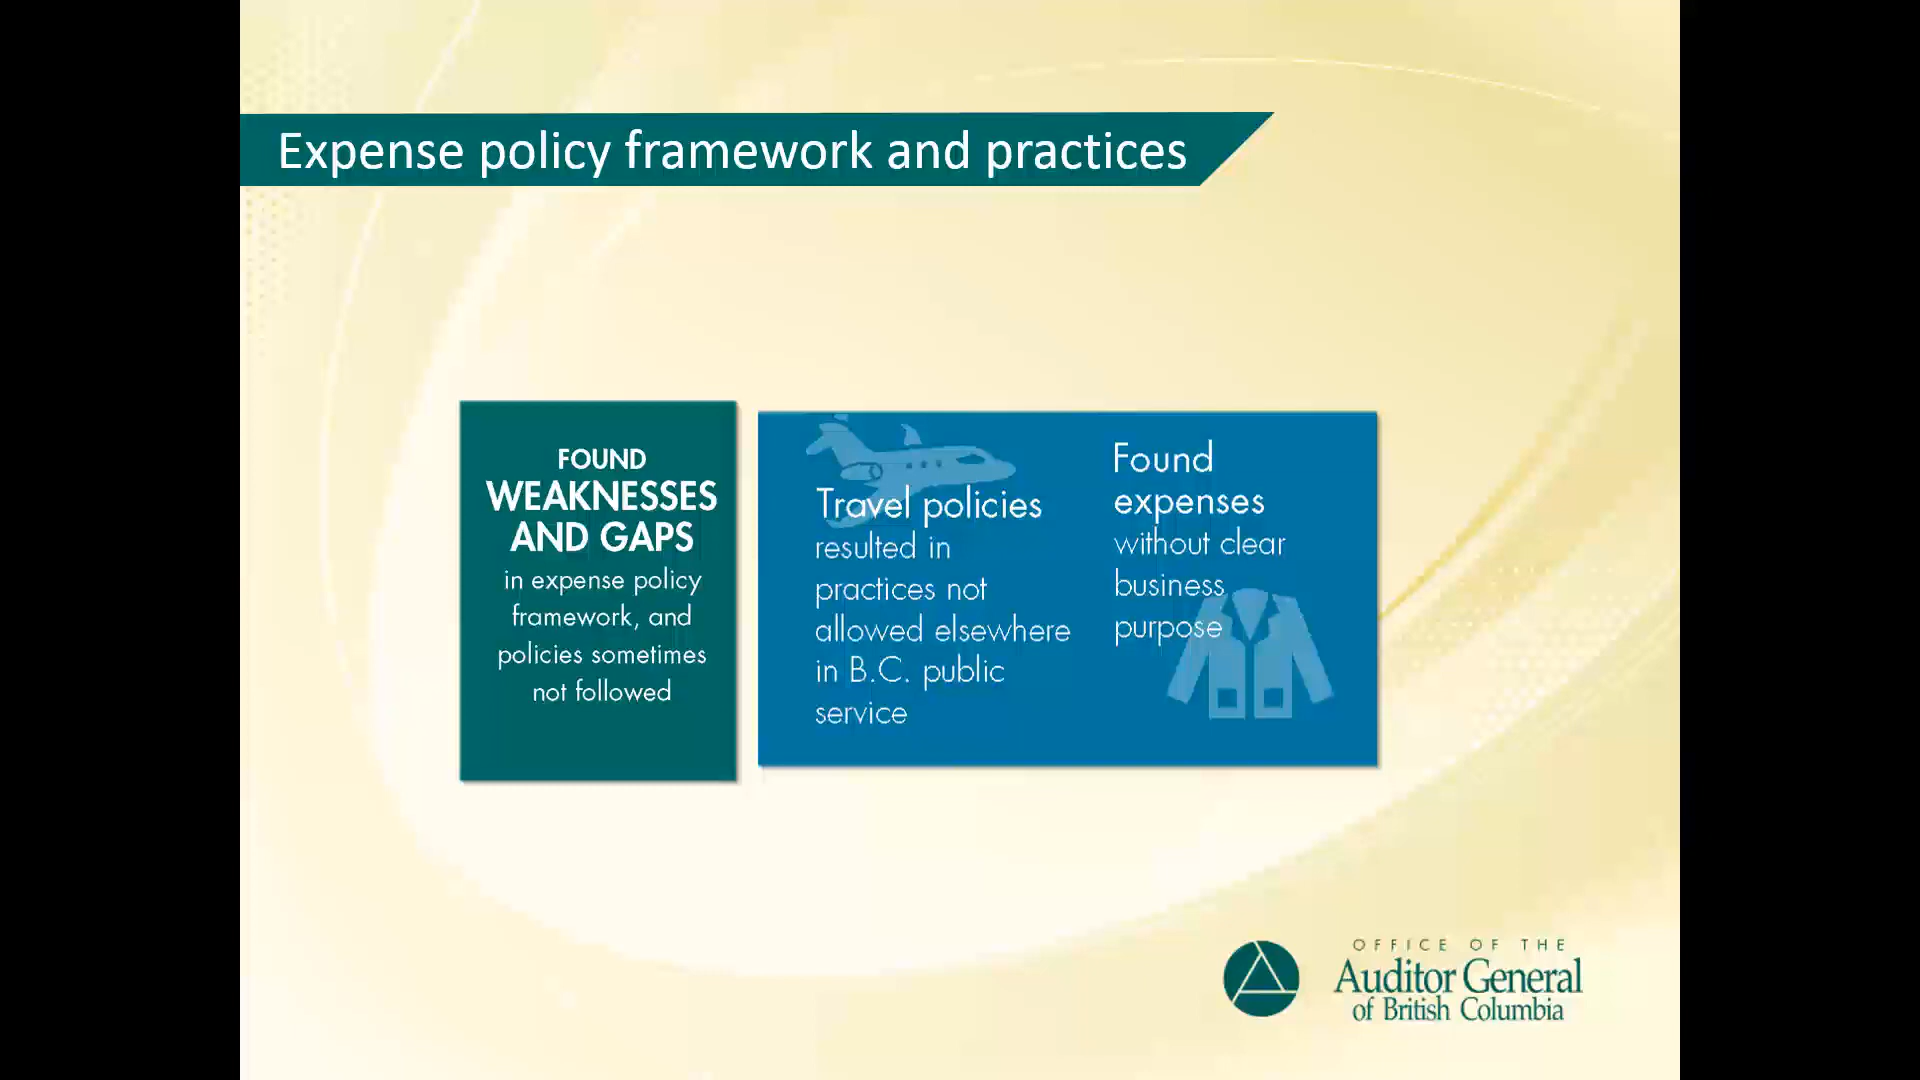 Expense policy framework and practices
FOUND
WEAKNESSES
AND GAPS
in expense policy
framework, and
policies sometimes
not followed
Travel policies
resulted in
practices not
allowed elsewhere
in B.C. public
service
Found
expenses
without clear
business
purpose
OFFICE OF THE
Auditor General
of British Columbia